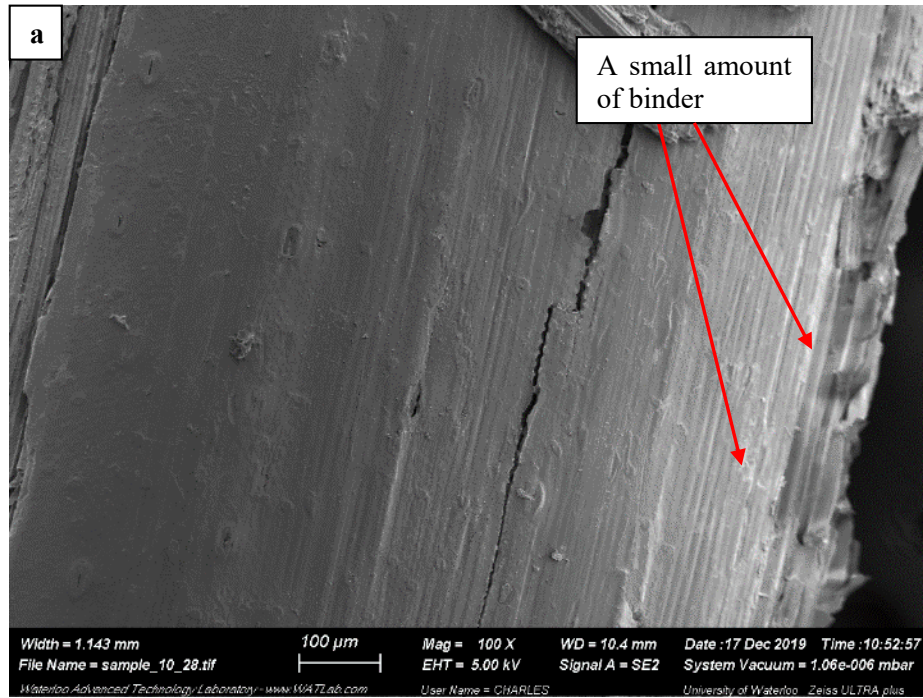 a
A small amount
of binder
Width = 1.143 mm
100 µm
Mag = 100 X
WD = 10.4 mm
Date :17 Dec 2019
Time :10:52:57
File Name = sample_10_28.tif
EHT = 5.00 kV
Signal A = SE2
System Vacuum = 1.06e-006 mbar
Waterloo Advanced Technology Laboratory - www.WATLab.com
User Name = CHARLES
University of Waterloo Zeiss ULTRA plus